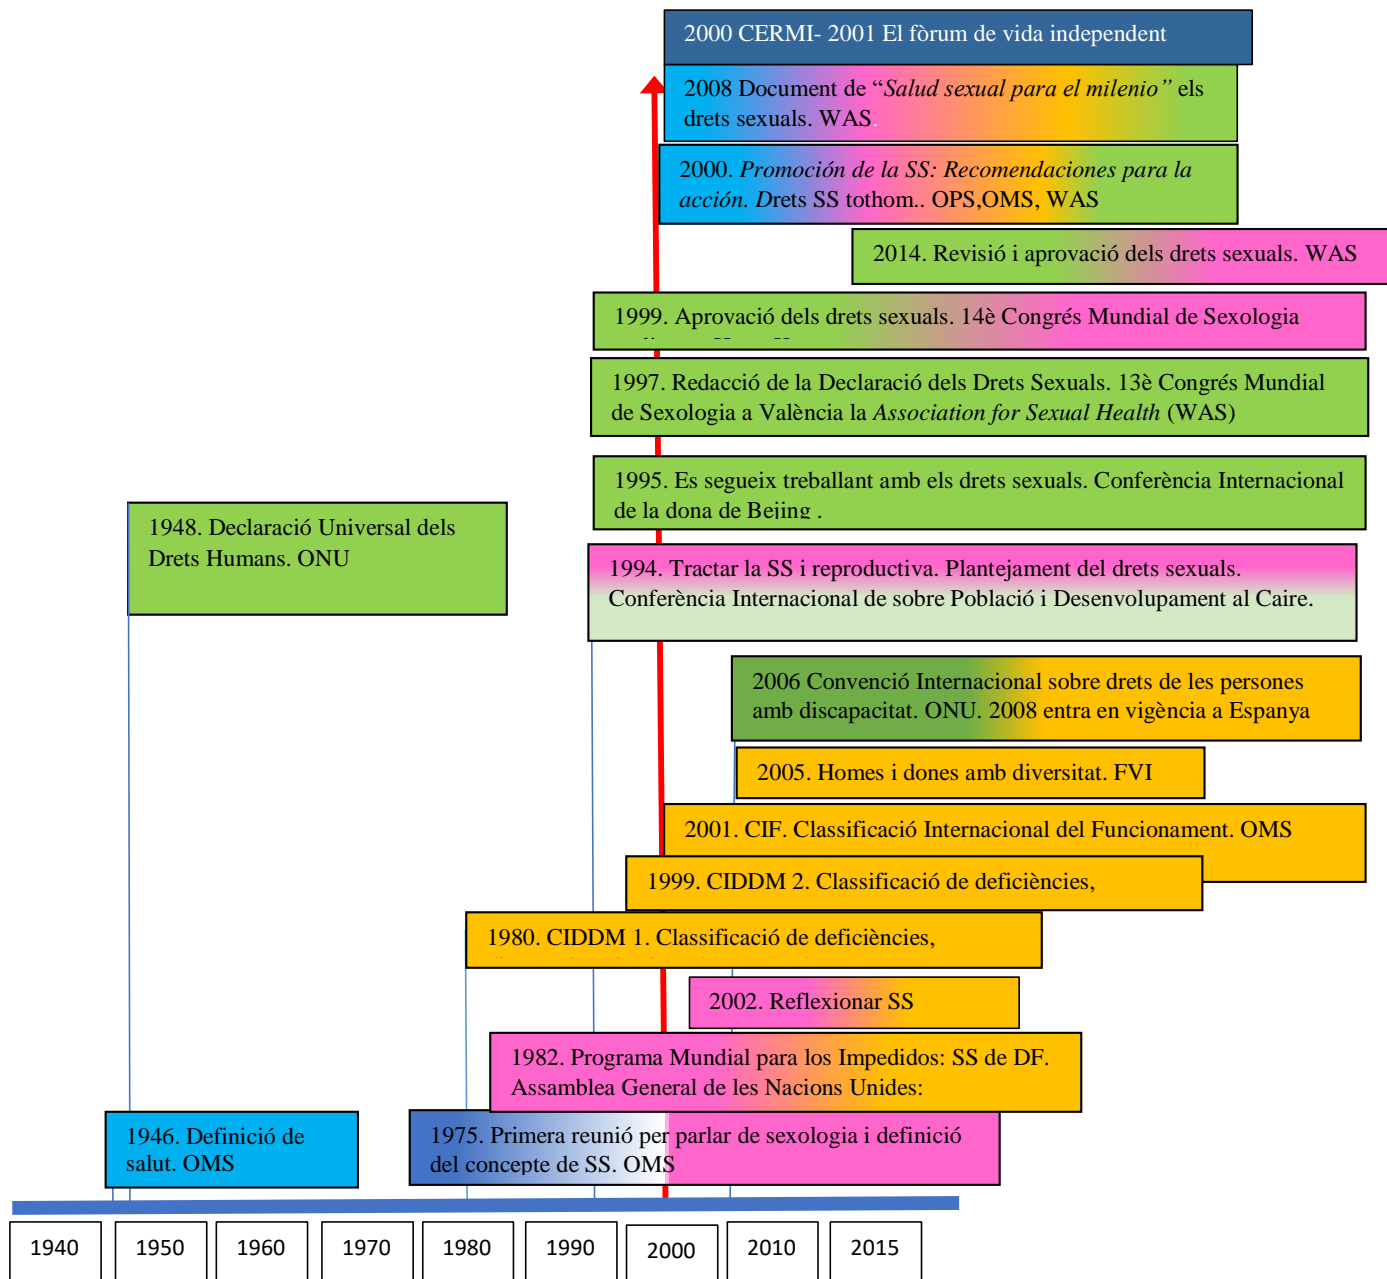 2000 CERMI- 2001 El fòrum de vida independent
2008 Document de “Salud sexual para el milenio” els
drets sexuals. WAS.
2000. Promoción de la SS: Recomendaciones para la
acción. Drets SS tothom.. OPS,OMS, WAS
2014. Revisió i aprovació dels drets sexuals. WAS
1999. Aprovació dels drets sexuals. 14è Congrés Mundial de Sexologia
1997. Redacció de la Declaració dels Drets Sexuals. 13è Congrés Mundial
de Sexologia a València la Association for Sexual Health (WAS)
1995. Es segueix treballant amb els drets sexuals. Conferència Internacional
de la dona de Beijng .
1948. Declaració Universal dels
Drets Humans. ONU
1994. Tractar la SS i reproductiva. Plantejament del drets sexuals.
Conferència Internacional de sobre Població i Desenvolupament al Caire.
2006 Convenció Internacional sobre drets de les persones
amb discapacitat. ONU. 2008 entra en vigència a Espanya
2005. Homes i dones amb diversitat. FVI
2001. CIF. Classificació Internacional del Funcionament. OMS
1999. CIDDM 2. Classificació de deficiències,
1980. CIDDM 1. Classificació de deficiències,
2002. Reflexionar SS
1982. Programa Mundial para los Impedidos: SS de DF.
Assamblea General de les Nacions Unides:
1946. Definició de
salut. OMS
1975. Primera reunió per parlar de sexologia i definició
del concepte de SS. OMS
1940 1950 1960 1970 1980 1990 2000 2010 2015